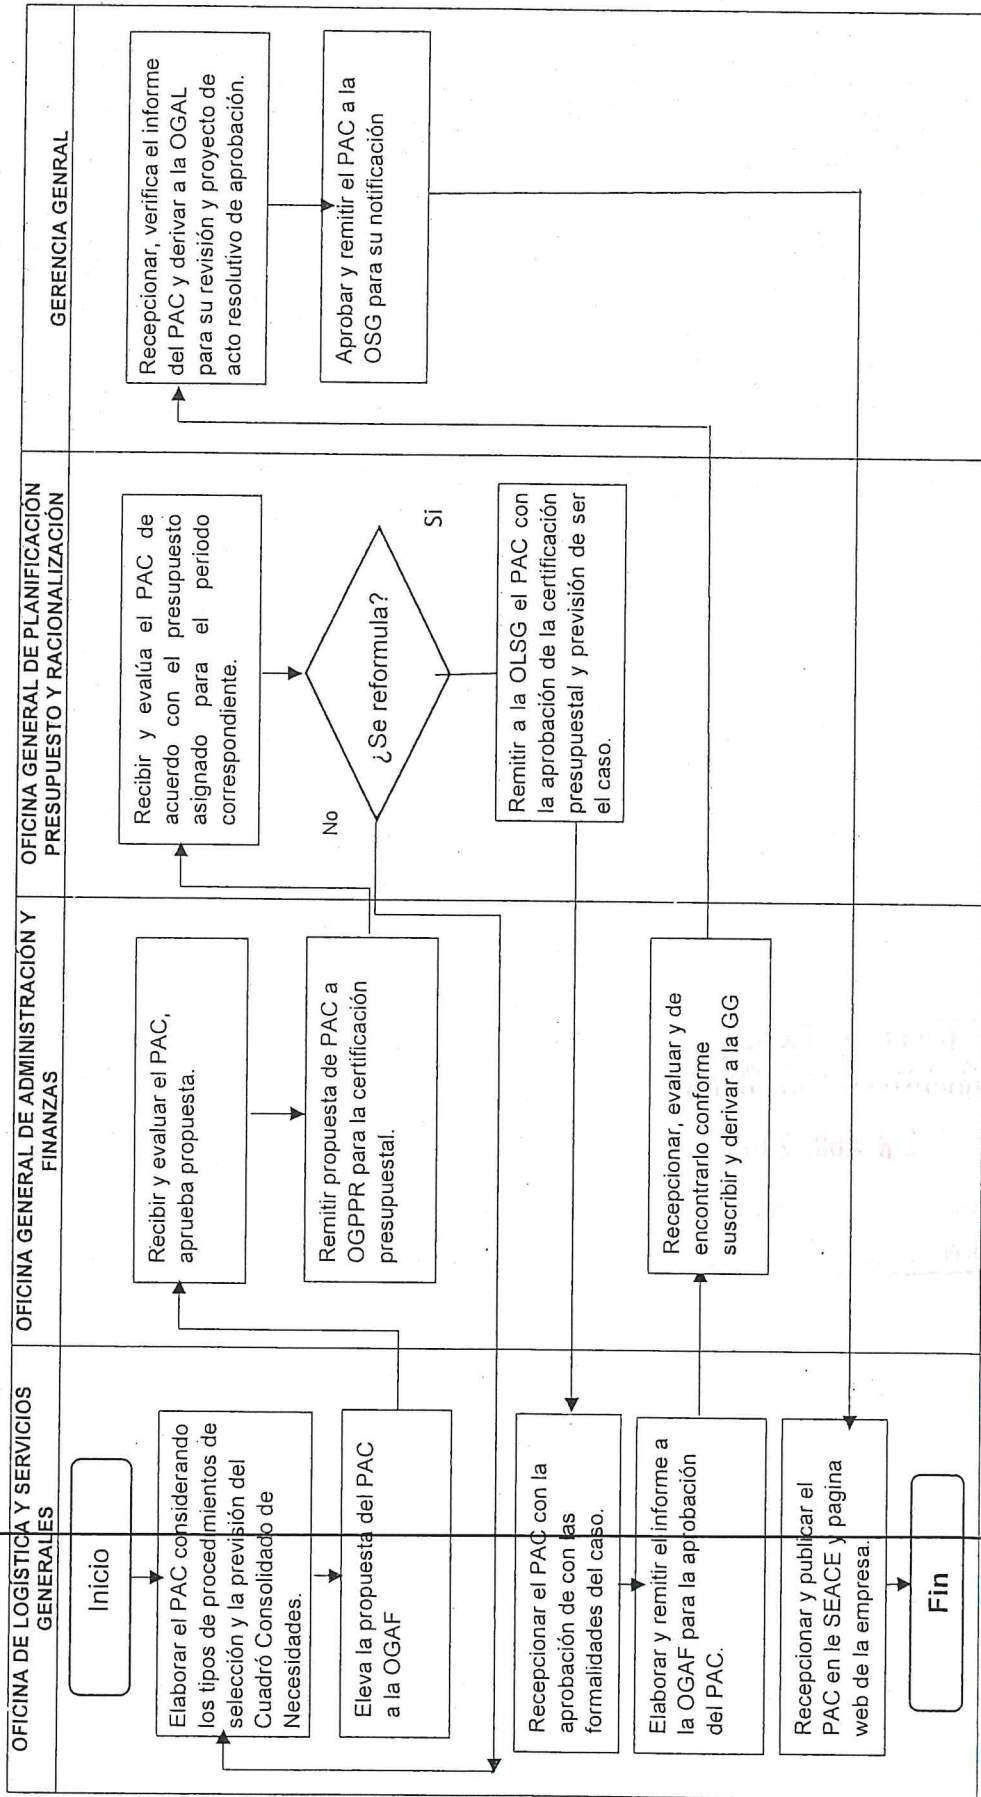 OFICINA DE LOGÍSTICA Y SERVICIOS
GENERALES
OFICINA GENERAL DE ADMINISTRACIÓN Y
FINANZAS
OFICINA GENERAL DE PLANIFICACIÓN
PRESUPUESTO Y RACIONALIZACIÓN
GERENCIA GENRAL
Inicio
Elaborar el PAC considerando
los tipos de procedimientos de
selección y la previsión del
Cuadró Consolidado de
Necesidades.
Eleva la propuesta del PAC
a la OGAF
Recibir y evaluar el PAC,
aprueba propuesta.
Remitir propuesta de PAC a
OGPPR para la certificación
presupuestal.
Recibir y evalúa el PAC de
acuerdo con el presupuesto
asignado para el periodo
correspondiente.
¿Se reformula?
No
Si
Remitir a la OLSG el PAC con
la aprobación de la certificación
presupuestal y previsión de ser
el caso.
Recepcionar el PAC con la
aprobación de con las
formalidades del caso.
Elaborar y remitir el informe a
la OGAF para la aprobación
del PAC.
Recepcionar, evaluar y de
encontrarlo conforme
suscribir y derivar a la GG
Recepcionar, verifica el informe
del PAC y derivar a la OGAL
para su revisión y proyecto de
acto resolutivo de aprobación.
Aprobar y remitir el PAC a la
OSG para su notificación
Recepcionar y publicar el
PAC en le SEACE y pagina
web de la empresa.
Fin